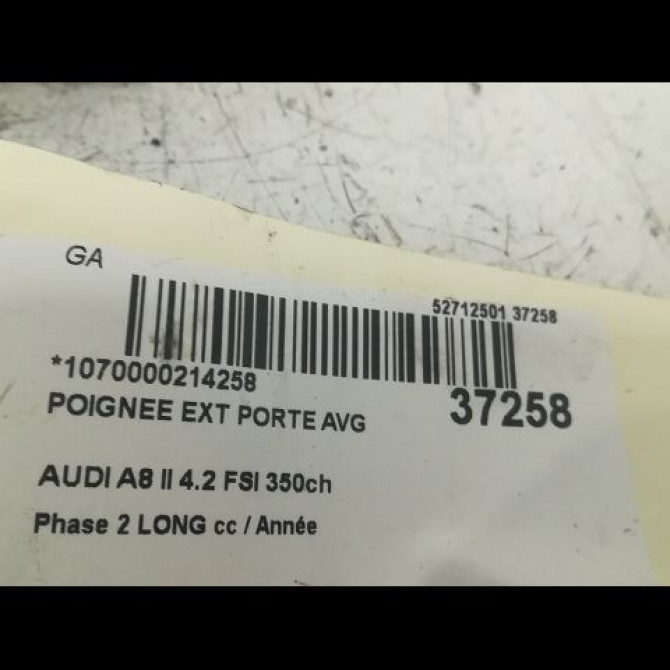 GA
52712501 37258
*1070000214258
37258
POIGNEE EXT PORTE AVG
AUDI A8 II 4.2 FSI 350ch
Phase 2 LONG cc / Année